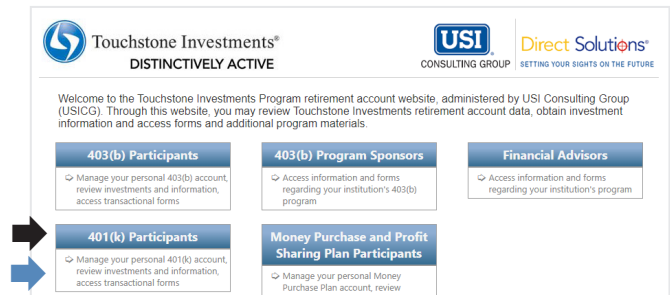 Touchstone Investments®
DISTINCTIVELY ACTIVE
USI
CONSULTING GROUP
Direct Solutions®
SETTING YOUR SIGHTS ON THE FUTURE
Welcome to the Touchstone Investments Program retirement account website, administered by USI Consulting Group
(USICG). Through this website, you may review Touchstone Investments retirement account data, obtain investment
information and access forms and additional program materials.
403(b) Participants
Manage your personal 403(b) account,
review investments and information,
access transactional forms
403(b) Program Sponsors
Access information and forms
regarding your institution's 403(b)
program
Financial Advisors
Access information and forms
regarding your institution's program
401(k) Participants
Manage your personal 401(k) account,
review investments and information,
access transactional forms
Money Purchase and Profit
Sharing Plan Participants
Manage your personal Money
Purchase Plan account, review